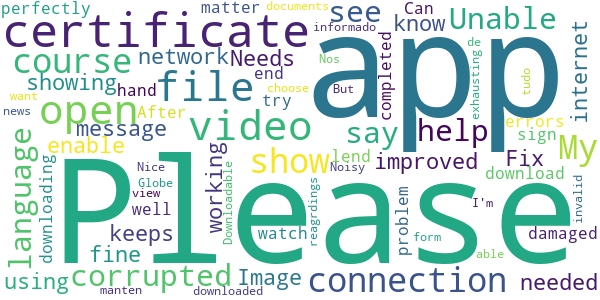 perfectly
matter
documents
Can
see
know
Unable
informado
certificate
app
course
network
Needs
Nos
completed
de
internet
showing
hand
file
end
try
But
exhausting
tudo
want
choose
open
After
news
message
video
say
help
errors
sign
My
language
downloading
enable
working
Downloadable
show
lend
improved
Fix
Nice
Globe
Noisy
download
Please
view
reagrdings
I'm
invalid
keeps
well
problem
damaged
fine
watch
form
able
using
corrupted
Image
connection
needed
manten
downloaded